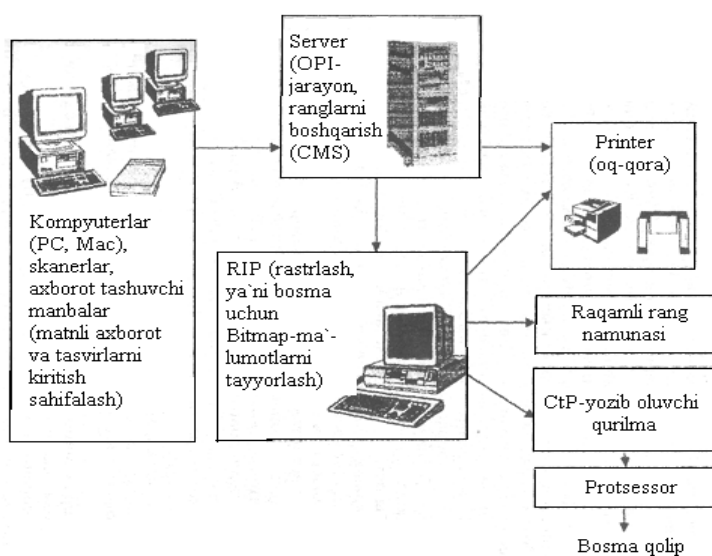 Kompyuterlar
(PC, Mac),
skanerlar,
axborot tashuvchi
manbalar
(matnli axborot
va tasvirlarni
kiritish
sahifalash)
Server
(OPI-
jarayon,
ranglarni
boshqarish
(CMS)
RIP (rastrlash,
ya`ni bosma
uchun
Bitmap-ma`-
lumotlarni
tayyorlash)
Printer
(oq-qora)
Raqamli rang
namunasi
CtP-yozib oluvchi
qurilma
Protsessor
Bosma qolip